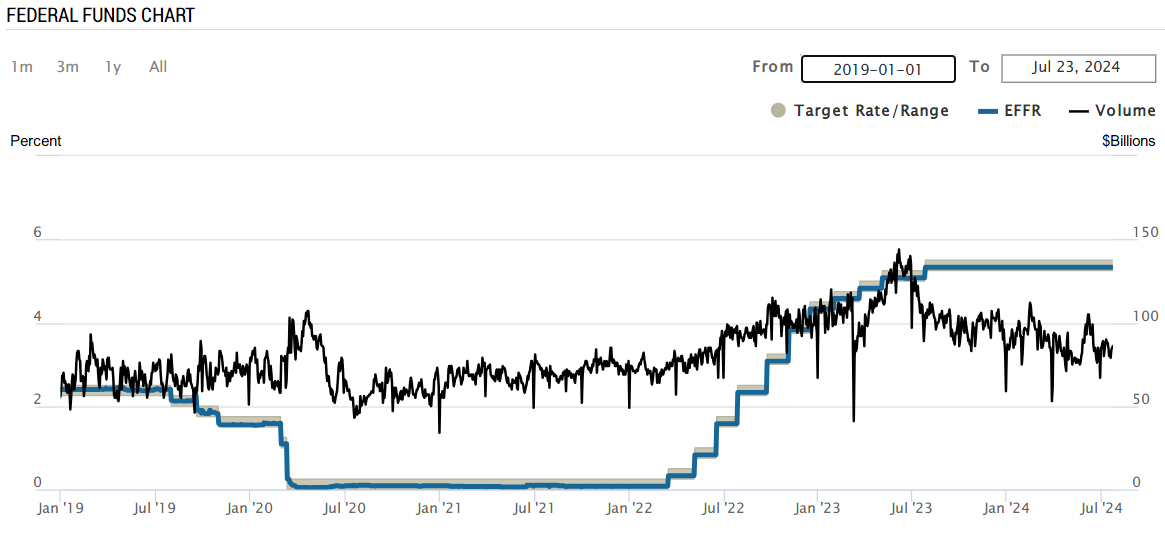 FEDERAL FUNDS CHART
1m 3m 1y All From 2019-01-01 To Jul 23, 2024
Target Rate/Range EFFR Volume
Percent $Billions
6 150
4 100
2 50
0 0
Jan '19 Jul '19 Jan '20 Jul '20 Jan '21 Jul '21 Jan '22 Jul '22 Jan '23 Jul '23 Jan '24 Jul '24